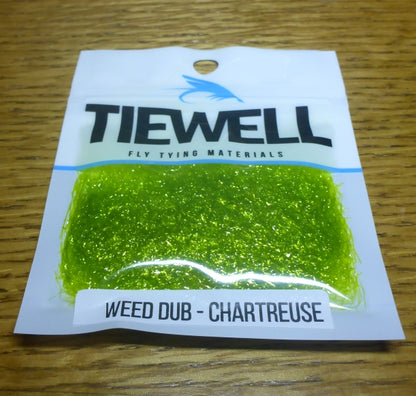 TIEWELL
FLY TYING MATERIALS
WEED DUB - CHARTREUSE